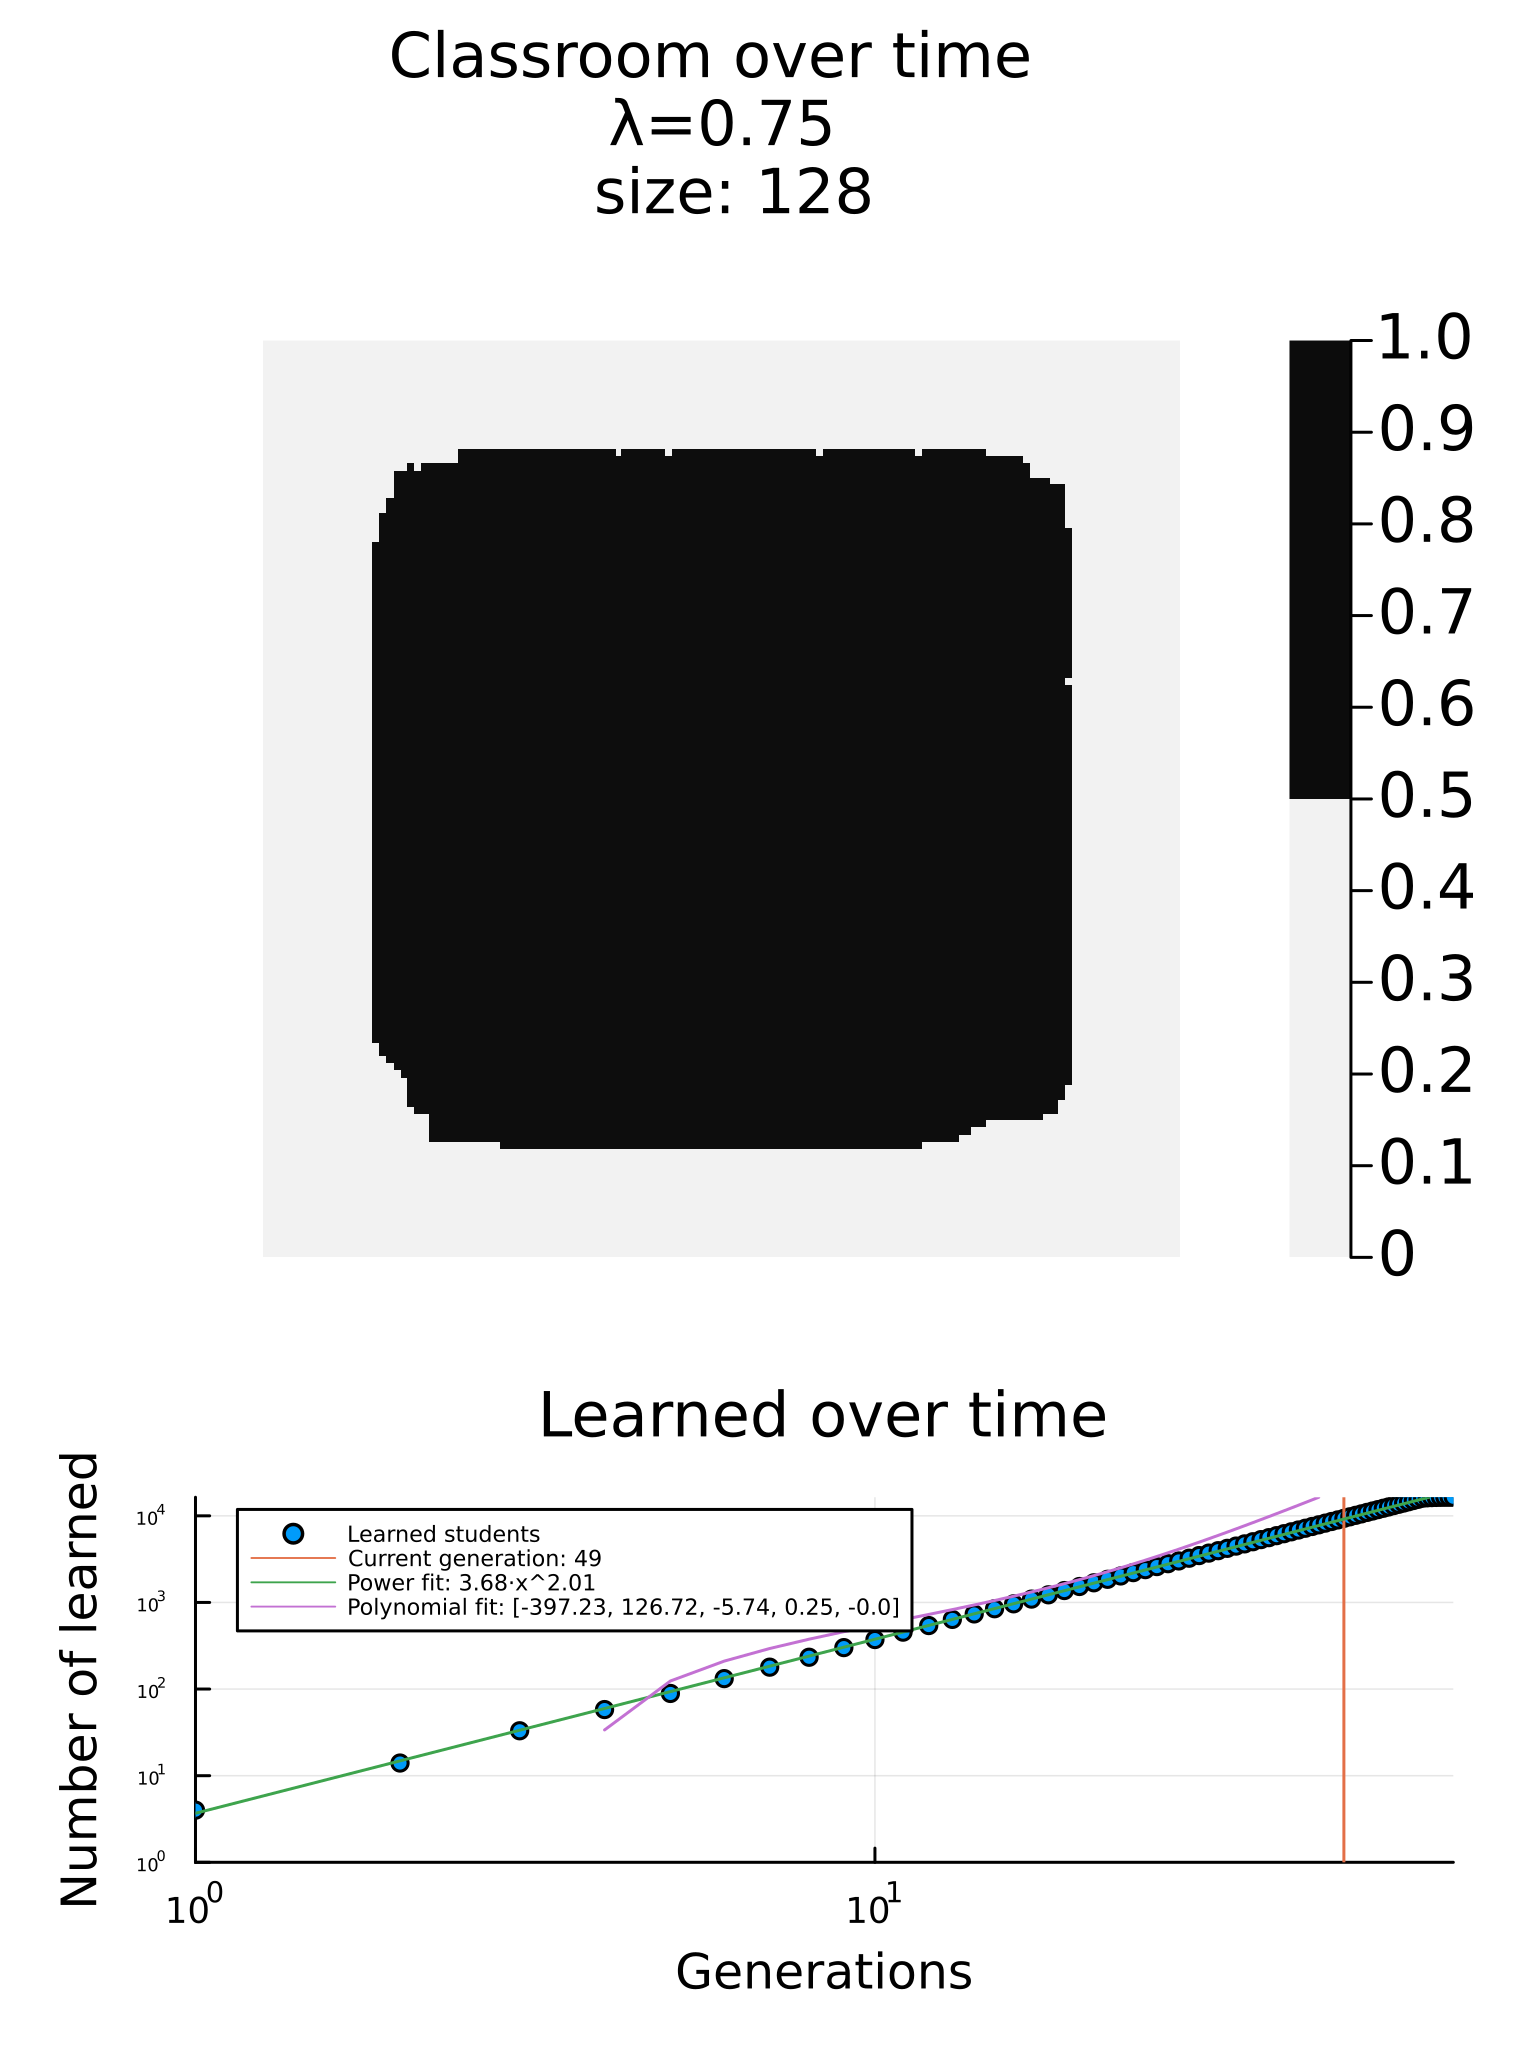 Classroom over time
λ=0.75
size: 128
1.0
0.9
0.8
0.7
0.6
0.5
0.4
0.3
0.2
0.1
0
Learned over time
Number of learned
10^4
10^3
10^2
10^1
10^0
Learned students
Current generation: 49
Power fit: 3.68·x^2.01
Polynomial fit: [-397.23, 126.72, -5.74, 0.25, -0.0]
10^0 10^1
Generations